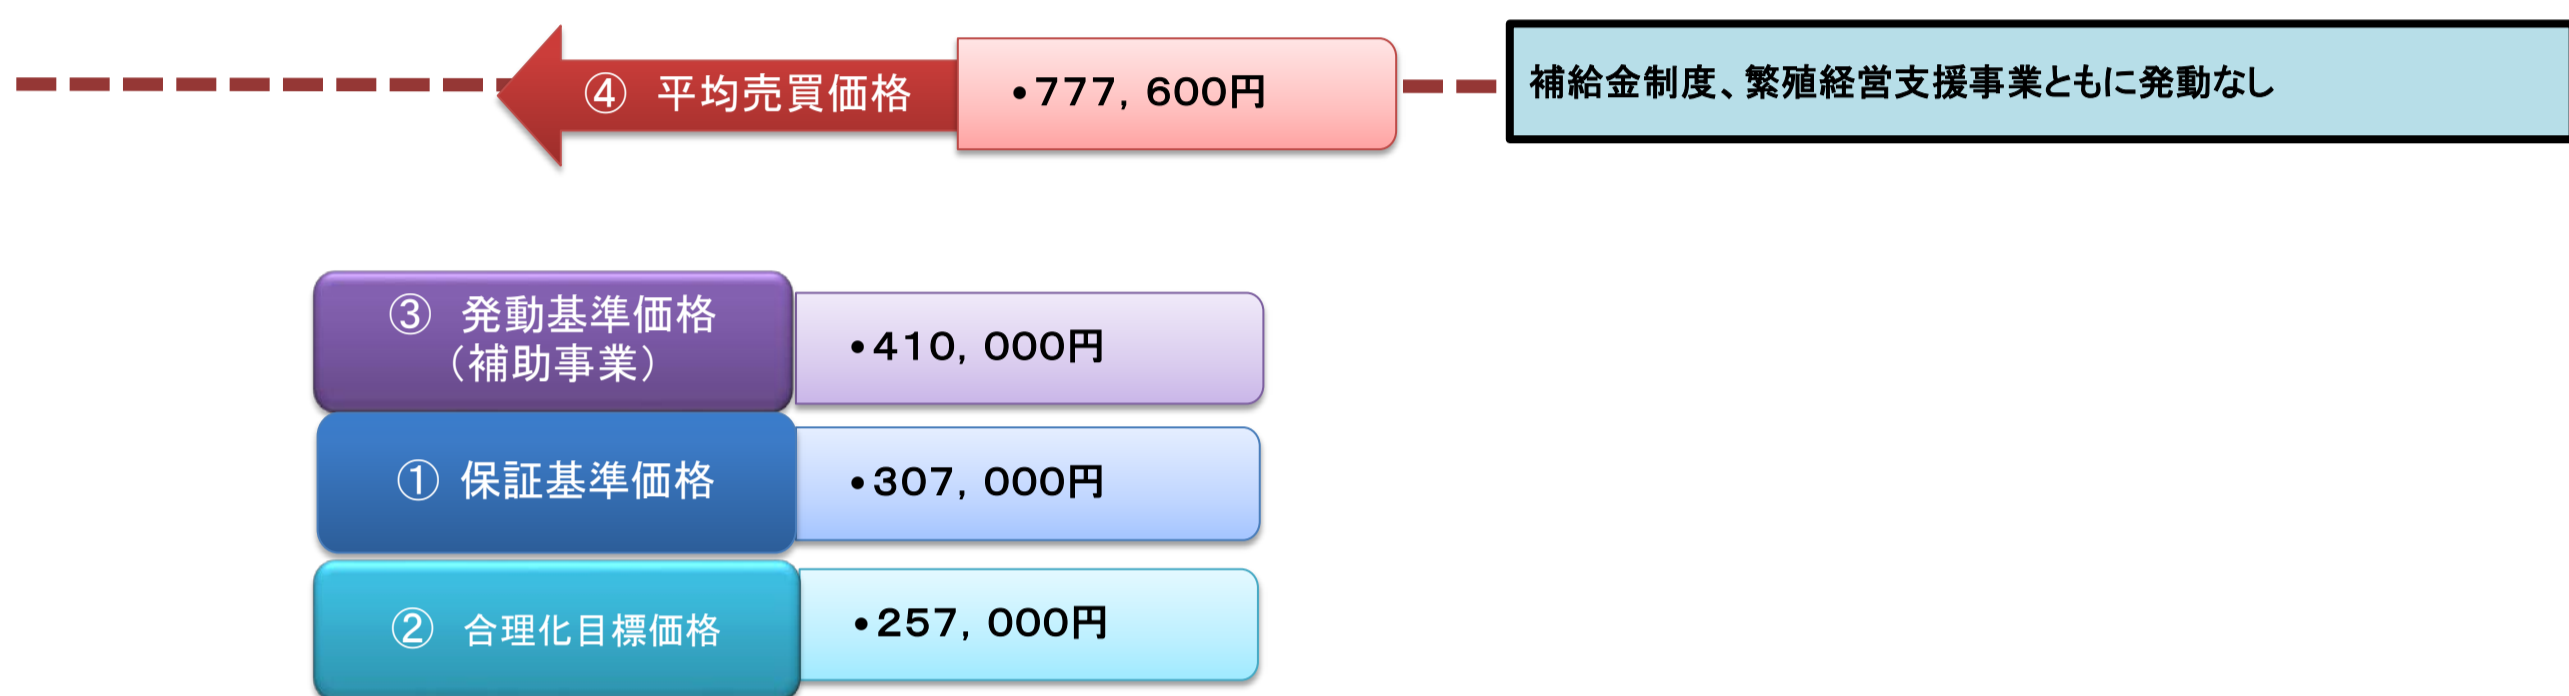 ④ 平均売買価格
•777，600円
補給金制度、繁殖経営支援事業ともに発動なし
③ 発動基準価格
（補助事業）
•410，000円
① 保証基準価格
•307，000円
② 合理化目標価格
•257，000円